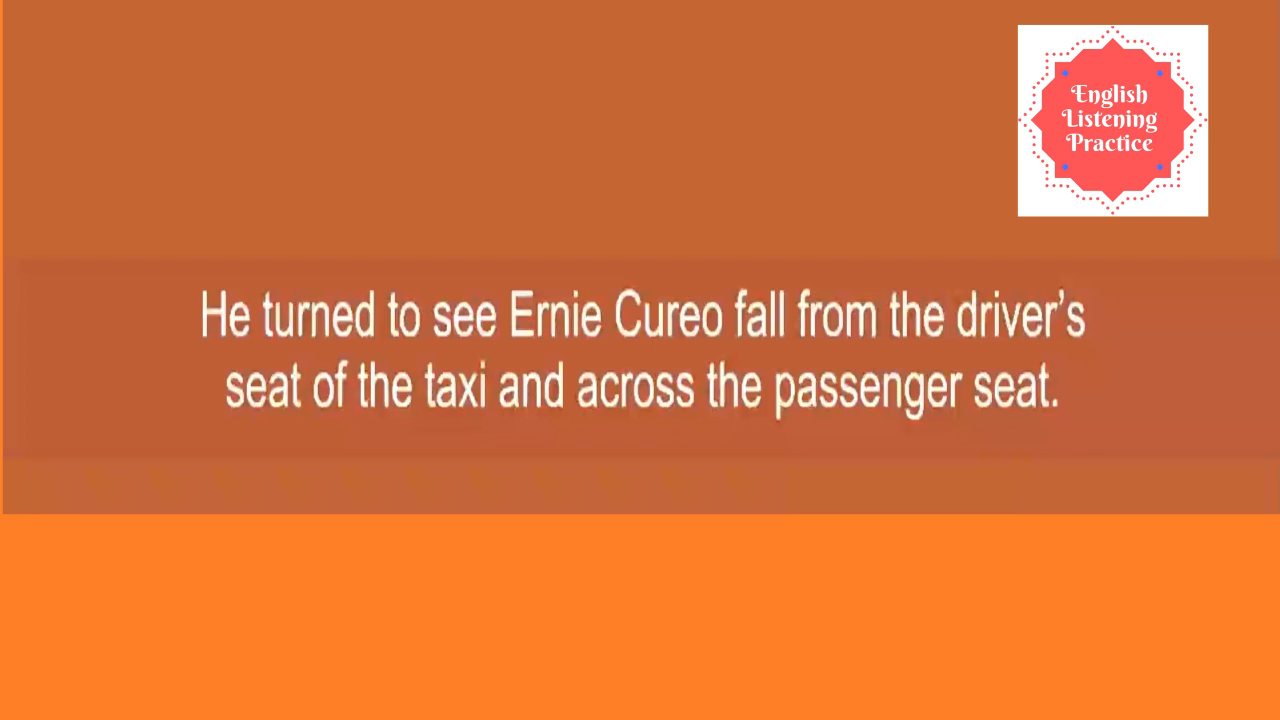 English
Listening
Practice
He turned to see Ernie Cureo fall from the driver’s
seat of the taxi and across the passenger seat.